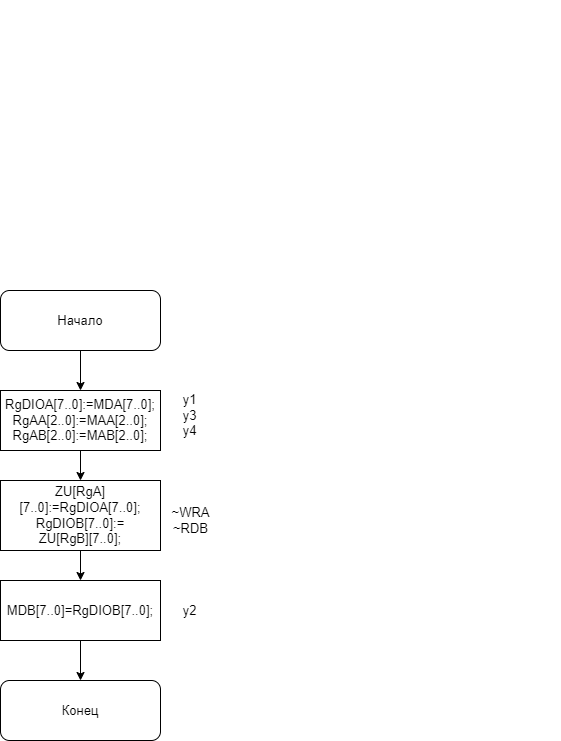 Начало
RgDIOA[7..0]:=MDA[7..0];
RgAA[2..0]:=MAA[2..0];
RgAB[2..0]:=MAB[2..0];
y1
y3
y4
ZU[RgA]
[7..0]:=RgDIOA[7..0];
RgDIOB[7..0]:=
ZU[RgB][7..0];
~WRA
~RDB
MDB[7..0]=RgDIOB[7..0];
y2
Конец